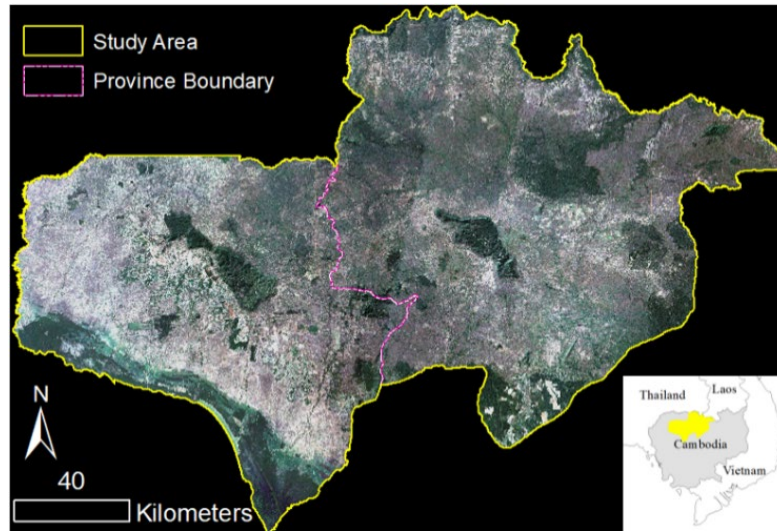 Study Area
Province Boundary
N
40
Kilometers
Thailand
Laos
Cambodia
Vietnam